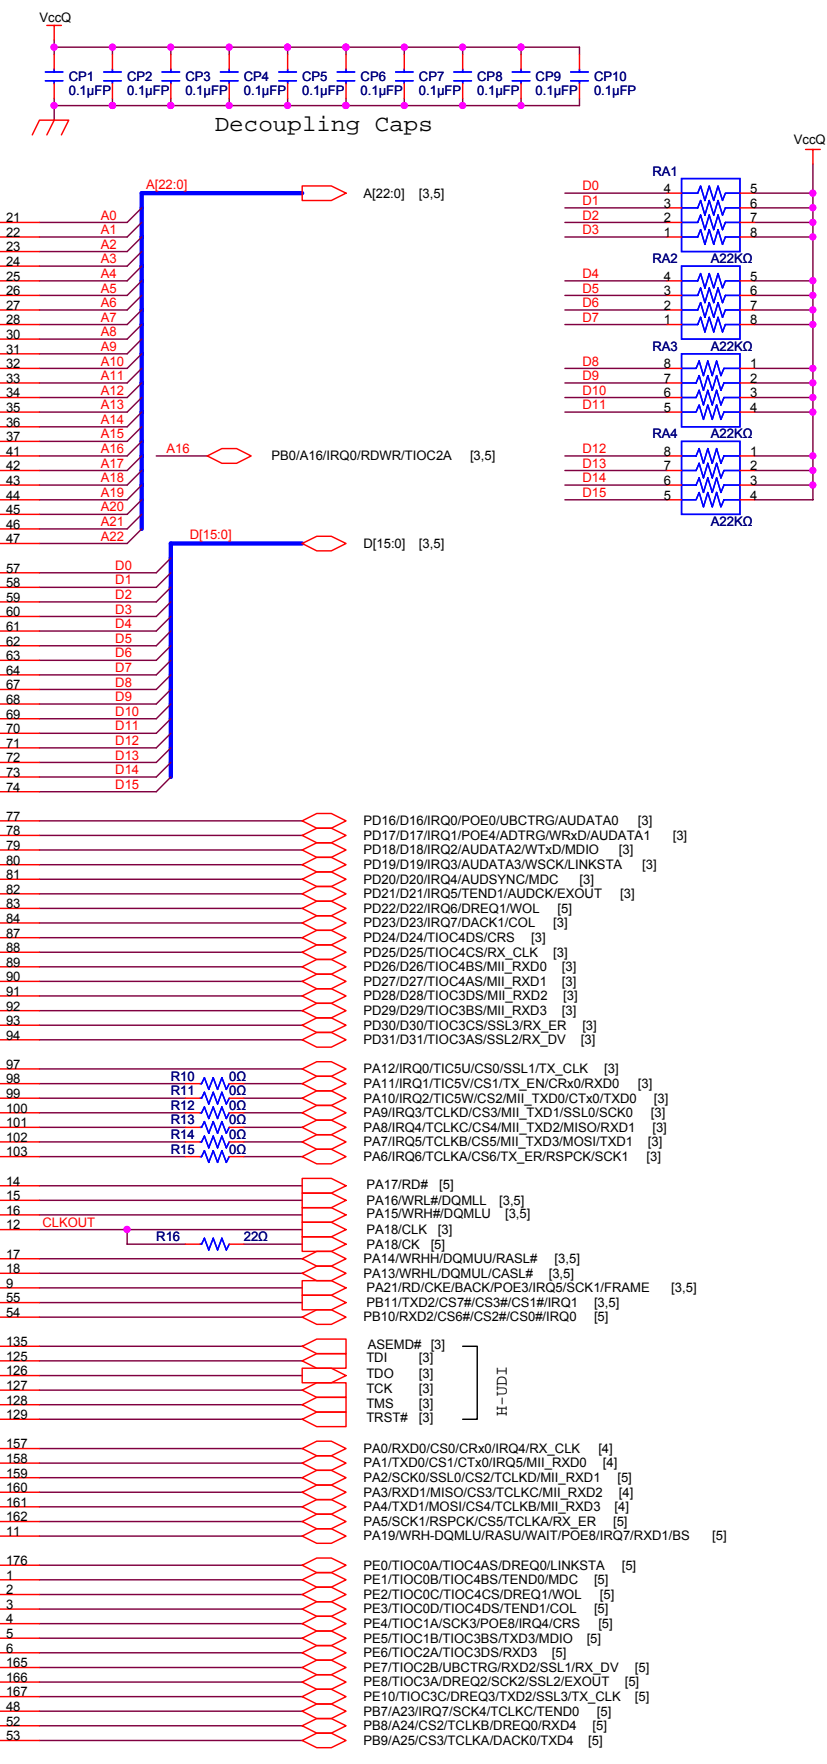 VccQ
CP1 CP2 CP3 CP4 CP5 CP6 CP7 CP8 CP9 CP10
0.1µFP 0.1µFP 0.1µFP 0.1µFP 0.1µFP 0.1µFP 0.1µFP 0.1µFP 0.1µFP 0.1µFP
Decoupling Caps
VccQ
RA1
D0 4 5
D1 3 6
D2 2 7
D3 1 8
RA2 A22KΩ
D4 4 5
D5 3 6
D6 2 7
D7 1 8
RA3 A22KΩ
D8 8 1
D9 7 2
D10 6 3
D11 5 4
RA4 A22KΩ
D12 8 1
D13 7 2
D14 6 3
D15 5 4
A22KΩ
A[22:0] A[22:0] [3,5]
21 A0
22 A1
23 A2
24 A3
25 A4
26 A5
27 A6
28 A7
30 A8
31 A9
32 A10
33 A11
34 A12
35 A13
36 A14
37 A15
41 A16
42 A17
43 A18
44 A19
45 A20
46 A21
47 A22
A16 PB0/A16/IRQ0/RDWR/TIOC2A [3,5]
D[15:0] D[15:0] [3,5]
57 D0
58 D1
59 D2
60 D3
61 D4
62 D5
63 D6
64 D7
67 D8
68 D9
69 D10
70 D11
71 D12
72 D13
73 D14
74 D15
77 PD16/D16/IRQ0/POE0/UBCTRG/AUDATA0 [3]
78 PD17/D17/IRQ1/POE4/ADTRG/WRxD/AUDATA1 [3]
79 PD18/D18/IRQ2/AUDATA2/WTxD/MDIO [3]
80 PD19/D19/IRQ3/AUDATA3/WSCK/LINKSTA [3]
81 PD20/D20/IRQ4/AUDSYNC/MDC [3]
82 PD21/D21/IRQ5/TEND1/AUDCK/EXOUT [3]
83 PD22/D22/IRQ6/DREQ1/WOL [5]
84 PD23/D23/IRQ7/DACK1/COL [3]
87 PD24/D24/TIOC4DS/CRS [3]
88 PD25/D25/TIOC4CS/RX_CLK [3]
89 PD26/D26/TIOC4BS/MII_RXD0 [3]
90 PD27/D27/TIOC4AS/MII_RXD1 [3]
91 PD28/D28/TIOC3DS/MII_RXD2 [3]
92 PD29/D29/TIOC3BS/MII_RXD3 [3]
93 PD30/D30/TIOC3CS/SSL3/RX_ER [3]
94 PD31/D31/TIOC3AS/SSL2/RX_DV [3]
97 PA12/IRQ0/TIC5U/CS0/SSL1/TX_CLK [3]
98 R10 0Ω PA11/IRQ1/TIC5V/CS1/TX_EN/CRx0/RXD0 [3]
99 R11 0Ω PA10/IRQ2/TIC5W/CS2/MII_TXD0/CTx0/TXD0 [3]
100 R12 0Ω PA9/IRQ3/TCLKD/CS3/MII_TXD1/SSL0/SCK0 [3]
101 R13 0Ω PA8/IRQ4/TCLKC/CS4/MII_TXD2/MISO/RXD1 [3]
102 R14 0Ω PA7/IRQ5/TCLKB/CS5/MII_TXD3/MOSI/TXD1 [3]
103 R15 0Ω PA6/IRQ6/TCLKA/CS6/TX_ER/RSPCK/SCK1 [3]
14 PA17/RD# [5]
15 PA16/WRL#/DQMLL [3,5]
16 PA15/WRH#/DQMLU [3,5]
12 CLKOUT PA18/CLK [3]
R16 22Ω PA18/CK [5]
17 PA14/WRHH/DQMUU/RASL# [3,5]
18 PA13/WRHL/DQMUL/CASL# [3,5]
9 PA21/RD/CKE/BACK/POE3/IRQ5/SCK1/FRAME [3,5]
55 PB11/TXD2/CS7#/CS3#/CS1#/IRQ1 [3,5]
54 PB10/RXD2/CS6#/CS2#/CS0#/IRQ0 [5]
135 ASEMD# [3]
125 TDI [3]
126 TDO [3]
127 TCK [3]
128 TMS [3]
129 TRST# [3]
H-UDI
157 PA0/RXD0/CS0/CRx0/IRQ4/RX_CLK [4]
158 PA1/TXD0/CS1/CTx0/IRQ5/MII_RXD0 [4]
159 PA2/SCK0/SSL0/CS2/TCLKD/MII_RXD1 [5]
160 PA3/RXD1/MISO/CS3/TCLKC/MII_RXD2 [4]
161 PA4/TXD1/MOSI/CS4/TCLKB/MII_RXD3 [4]
162 PA5/SCK1/RSPCK/CS5/TCLKA/RX_ER [5]
11 PA19/WRH-DQMLU/RASU/WAIT/POE8/IRQ7/RXD1/BS [5]
176 PE0/TIOC0A/TIOC4AS/DREQ0/LINKSTA [5]
1 PE1/TIOC0B/TIOC4BS/TEND0/MDC [5]
2 PE2/TIOC0C/TIOC4CS/DREQ1/WOL [5]
3 PE3/TIOC0D/TIOC4DS/TEND1/COL [5]
4 PE4/TIOC1A/SCK3/POE8/IRQ4/CRS [5]
5 PE5/TIOC1B/TIOC3BS/TXD3/MDIO [5]
6 PE6/TIOC2A/TIOC3DS/RXD3 [5]
165 PE7/TIOC2B/UBCTRG/RXD2/SSL1/RX_DV [5]
166 PE8/TIOC3A/DREQ2/SCK2/SSL2/EXOUT [5]
167 PE10/TIOC3C/DREQ3/TXD2/SSL3/TX_CLK [5]
48 PB7/A23/IRQ7/SCK4/TCLKC/TEND0 [5]
52 PB8/A24/CS2/TCLKB/DREQ0/RXD4 [5]
53 PB9/A25/CS3/TCLKA/DACK0/TXD4 [5]